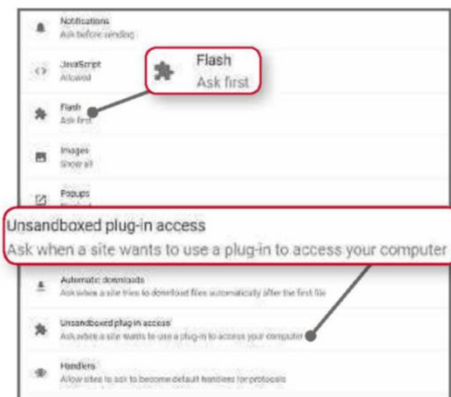 Notifications
Ask before sending
JavaScript
Allowed
Flash
Ask first
Flash
Ask first
Images
Show all
Popups
Unsandboxed plug-in access
Ask when a site wants to use a plug-in to access your computer
Automatic downloads
Ask when a site tries to download files automatically after the first file
Unsandboxed plug-in access
Ask when a site wants to use a plug-in to access your computer
Handlers
Allow sites to ask to become default handlers for protocols